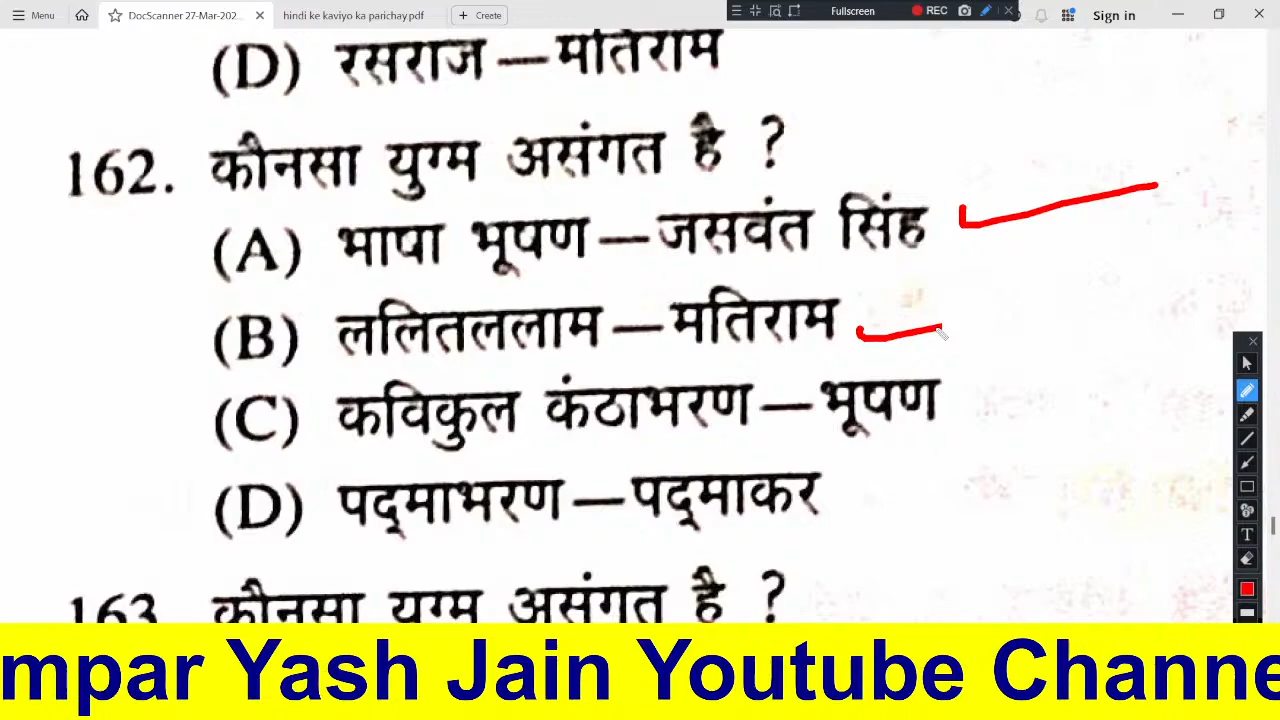 Menu
DocScanner 27-Mar-202...
hindi ke kaviyo ka parichay.pdf
Create
Fullscreen
REC
Sign in
(D) रसराज—मतिराम
162. कौनसा युग्म असंगत है ?
(A) भाषा भूषण—जसवंत सिंह
(B) ललितललाम—मतिराम
(C) कविकुल कंठाभरण—भूषण
(D) पद्माभरण—पद्माकर
163. कौनसा युग्म असंगत है ?
T
mpar Yash Jain Youtube Channe